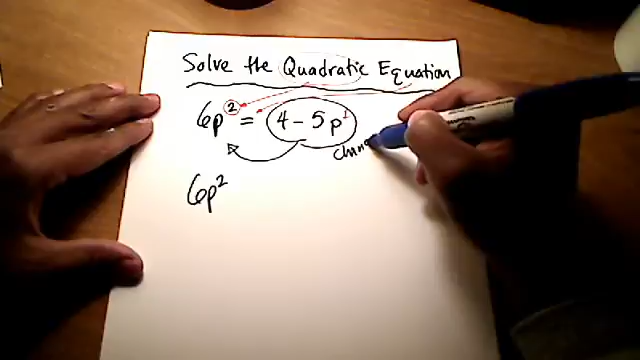 Solve the Quadratic Equation
6p² = 4 - 5p¹
6p²